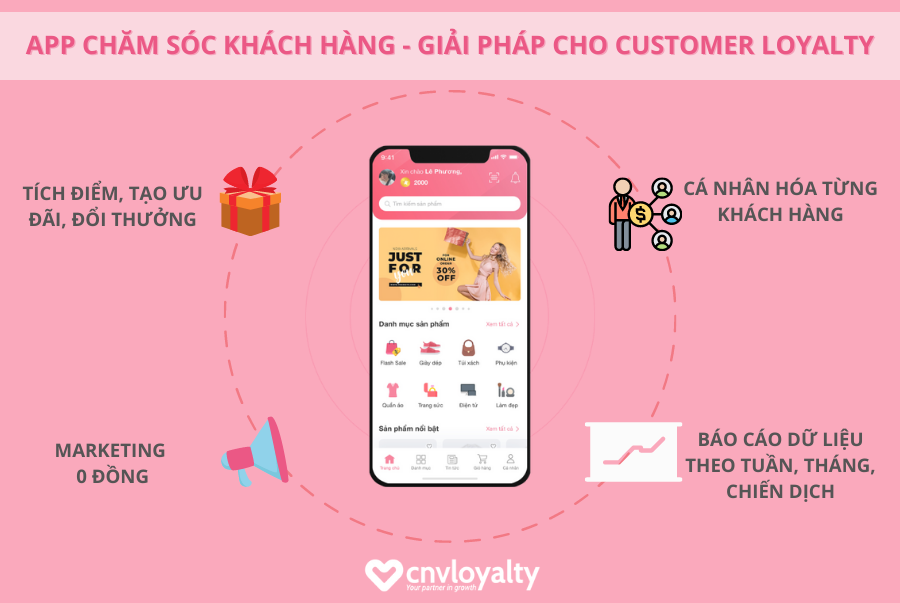 APP CHĂM SÓC KHÁCH HÀNG - GIẢI PHÁP CHO CUSTOMER LOYALTY
TÍCH ĐIỂM, TẠO ƯU
ĐÃI, ĐỔI THƯỞNG
CÁ NHÂN HÓA TỪNG
KHÁCH HÀNG
9:41
Xin chào Lê Phương,
2000
Tìm kiếm sản phẩm
JUST
FOR
you
FOR
ONLINE
ORDER
30%
OFF
Danh mục sản phẩm
Xem tất cả
Flash Sale
Giày dép
Túi xách
Phụ kiện
Quần áo
Trang sức
Điện tử
Làm đẹp
Sản phẩm nổi bật
Xem tất cả
Trang chủ
Danh mục
Tin tức
Giỏ hàng
Cá nhân
MARKETING
0 ĐỒNG
BÁO CÁO DỮ LIỆU
THEO TUẦN, THÁNG,
CHIẾN DỊCH
cnvloyalty
Your partner in growth